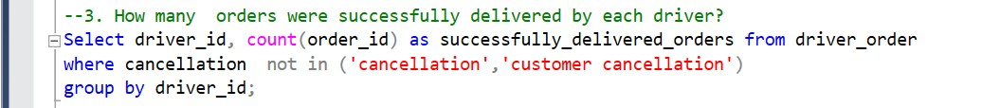 --3. How many  orders were successfully delivered by each driver?
Select driver_id, count(order_id) as successfully_delivered_orders from driver_order
where cancellation  not in ('cancellation','customer cancellation')
group by driver_id;